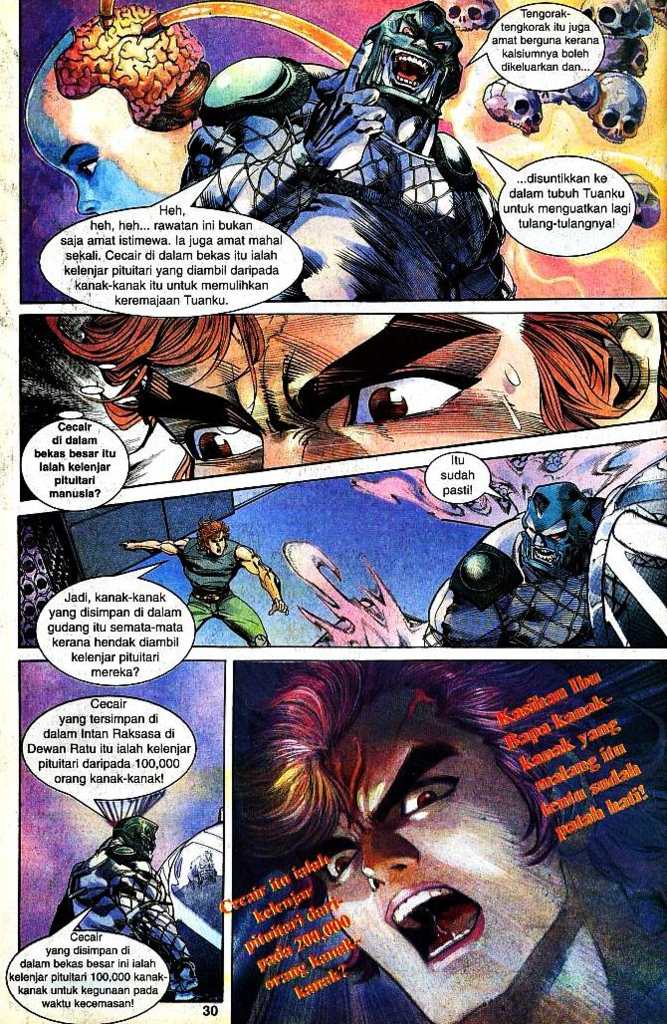 Tengorak-
tengkorak itu juga
amat berguna kerana
kalsiumnya boleh
dikeluarkan dan...
...disuntikkan ke
dalam tubuh Tuanku
untuk menguatkan lagi
tulang-tulangnya!
Heh,
heh, heh... rawatan ini bukan
saja amat istimewa. Ia juga amat mahal
sekali. Cecair di dalam bekas itu ialah
kelenjar pituitari yang diambil daripada
kanak-kanak itu untuk memulihkan
keremajaan Tuanku.
Cecair
di dalam
bekas besar itu
ialah kelenjar
pituitari
manusia?
Itu
sudah
pasti!
Jadi, kanak-kanak
yang disimpan di dalam
gudang itu semata-mata
kerana hendak diambil
kelenjar pituitari
mereka?
Cecair
yang tersimpan di
dalam Intan Raksasa di
Dewan Ratu itu ialah kelenjar
pituitari daripada 100,000
orang kanak-kanak!
Cecair
yang disimpan di
dalam bekas besar ini ialah
kelenjar pituitari 100,000 kanak-
kanak untuk kegunaan pada
waktu kecemasan!
Kasihan Ibu
Bapa kanak-
kanak yang
malang itu
tentu sudah
patah hati!
Cecair itu ialah
kelenjar
pituitari dari-
pada 200,000
orang kanak-
kanak?
30